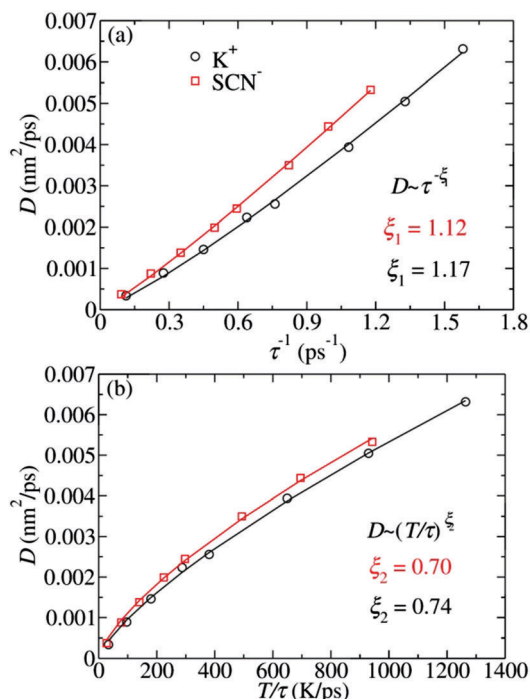 (a)
K⁺
SCN⁻
D~τ^-ξ₁
ξ₁ = 1.12
ξ₁ = 1.17
D (nm²/ps)
0.007
0.006
0.005
0.004
0.003
0.002
0.001
0
0 0.3 0.6 0.9 1.2 1.5 1.8
τ⁻¹ (ps⁻¹)
(b)
D~(T/τ)^ξ₂
ξ₂ = 0.70
ξ₂ = 0.74
D (nm²/ps)
0.007
0.006
0.005
0.004
0.003
0.002
0.001
0
0 200 400 600 800 1000 1200 1400
T/τ (K/ps)